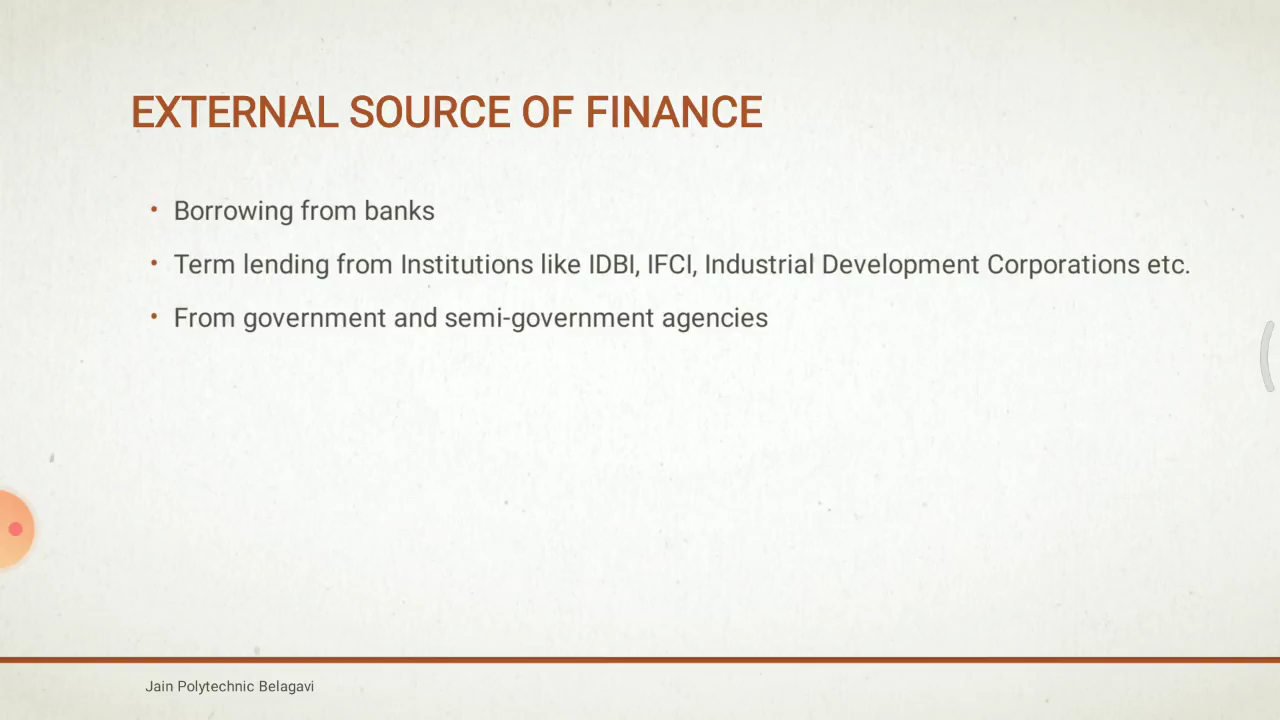 EXTERNAL SOURCE OF FINANCE
• Borrowing from banks
• Term lending from Institutions like IDBI, IFCI, Industrial Development Corporations etc.
• From government and semi-government agencies
Jain Polytechnic Belagavi